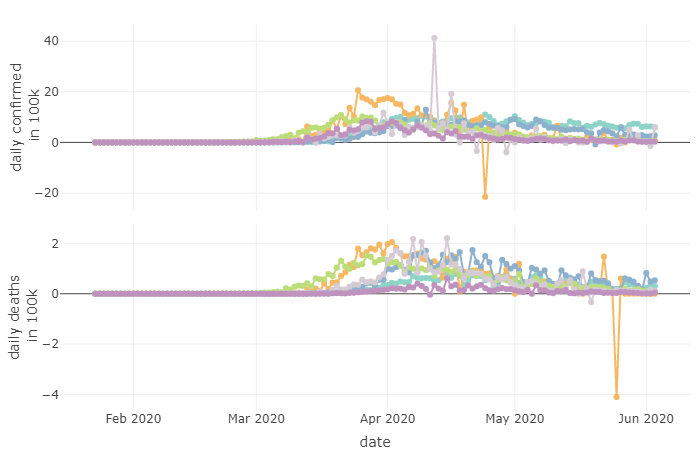 40
20
0
−20
daily confirmed
in 100k
2
0
−2
−4
daily deaths
in 100k
Feb 2020
Mar 2020
Apr 2020
May 2020
Jun 2020
date